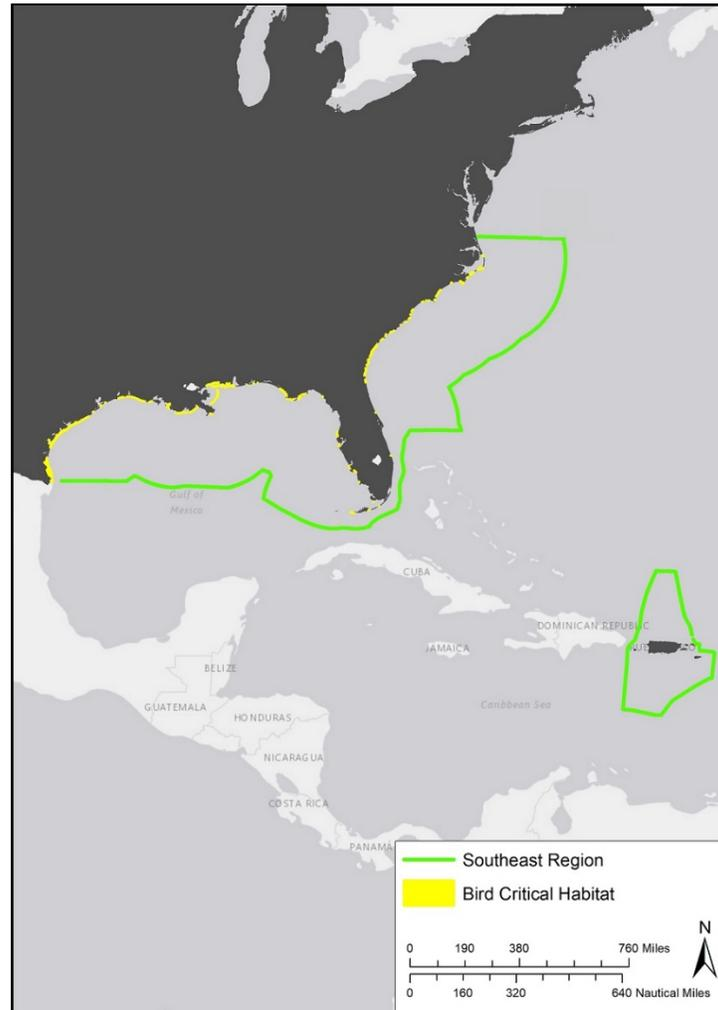 Gulf of
Mexico
CUBA
DOMINICAN REPUBLIC
JAMAICA
BELIZE
Caribbean Sea
GUATEMALA
HONDURAS
NICARAGUA
COSTA RICA
PANAMÁ
Southeast Region
Bird Critical Habitat
N
0 190 380 760 Miles
0 160 320 640 Nautical Miles